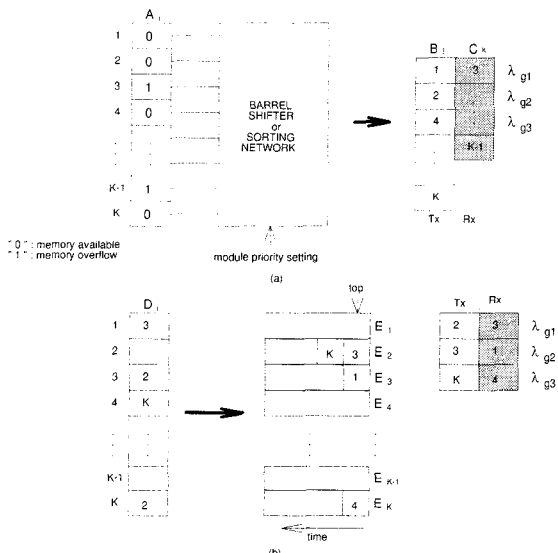 A i
B j C k
1 0
2 0
3 1
4 0
K-1 1
K 0
BARREL
SHIFTER
or
SORTING
NETWORK
1 3 λ g1
2 λ g2
4 λ g3
K-1
K
Tx Rx
"0" : memory available
"1" : memory overflow
module priority setting
(a)
top
D i
1 3
2
3 2
4 K
K-1
K 2
E 1
K 3 E 2
1 E 3
E 4
E K-1
4 E K
time
Tx Rx
2 3 λ g1
3 1 λ g2
K 4 λ g3
(b)